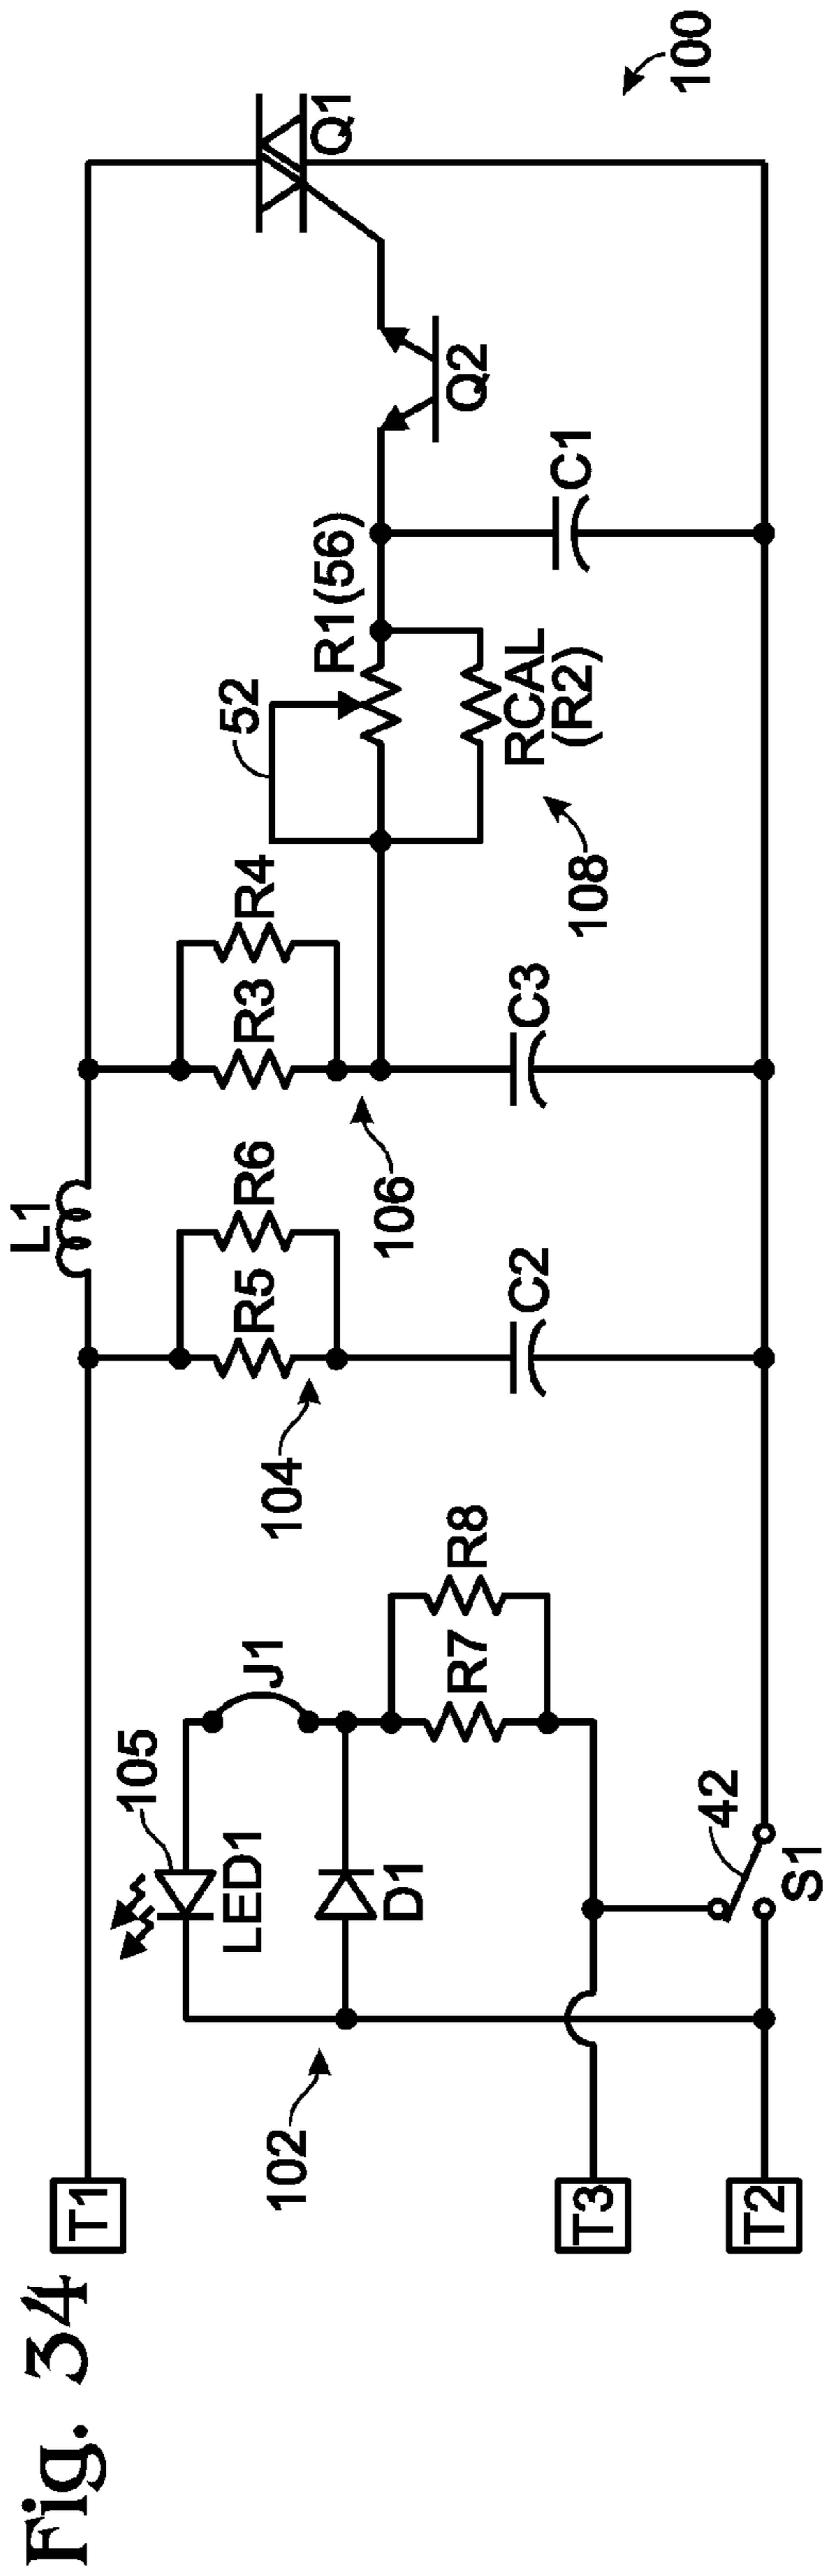 Fig. 34
T1
T3
T2
102
LED1
105
D1
J1
R7
R8
42
S1
104
R5
R6
C2
L1
106
R3
R4
C3
52
R1(56)
RCAL
(R2)
108
C1
Q2
Q1
100